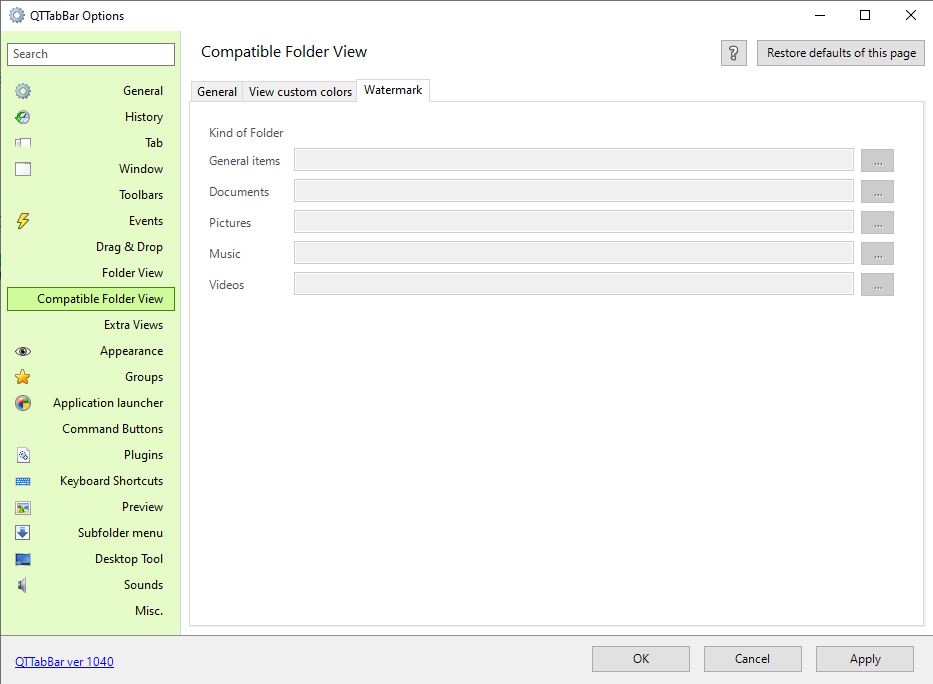 QTTabBar Options
Search
General
History
Tab
Window
Toolbars
Events
Drag & Drop
Folder View
Compatible Folder View
Extra Views
Appearance
Groups
Application launcher
Command Buttons
Plugins
Keyboard Shortcuts
Preview
Subfolder menu
Desktop Tool
Sounds
Misc.
Compatible Folder View
? Restore defaults of this page
General View custom colors Watermark
Kind of Folder
General items ...
Documents ...
Pictures ...
Music ...
Videos ...
QTTabBar ver 1040
OK Cancel Apply